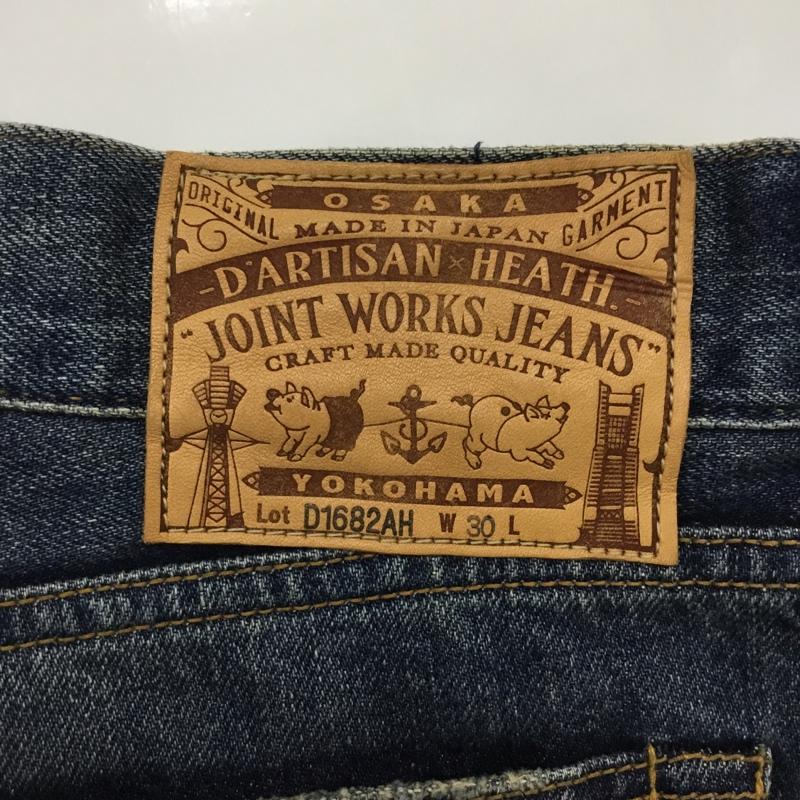 OSAKA
ORIGINAL MADE IN JAPAN GARMENT
-D'ARTISAN × HEATH.-
"JOINT WORKS JEANS"
CRAFT MADE QUALITY
YOKOHAMA
Lot D1682AH W 30 L